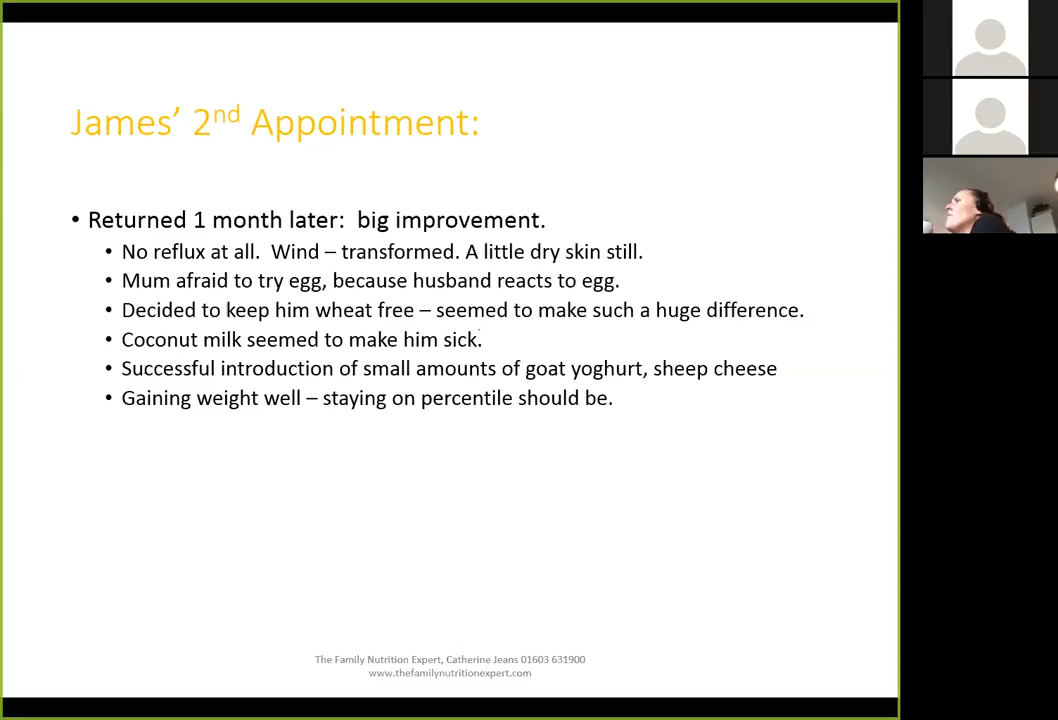 James’ 2nd Appointment:
• Returned 1 month later:  big improvement.
• No reflux at all.  Wind – transformed. A little dry skin still.
• Mum afraid to try egg, because husband reacts to egg.
• Decided to keep him wheat free – seemed to make such a huge difference.
• Coconut milk seemed to make him sick.
• Successful introduction of small amounts of goat yoghurt, sheep cheese
• Gaining weight well – staying on percentile should be.
The Family Nutrition Expert, Catherine Jeans 01603 631900
www.thefamilynutritionexpert.com